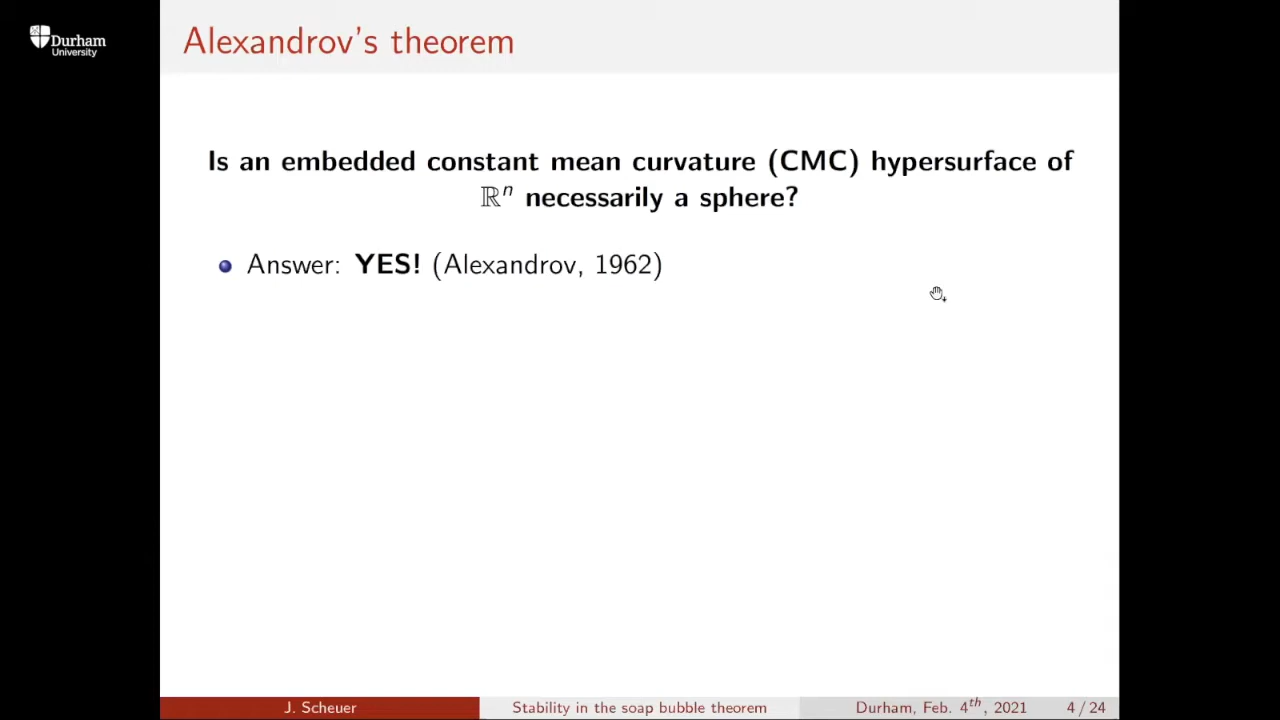 Durham
University
Alexandrov's theorem
Is an embedded constant mean curvature (CMC) hypersurface of
ℝⁿ necessarily a sphere?
Answer: YES! (Alexandrov, 1962)
J. Scheuer
Stability in the soap bubble theorem
Durham, Feb. 4ᵗʰ, 2021
4 / 24